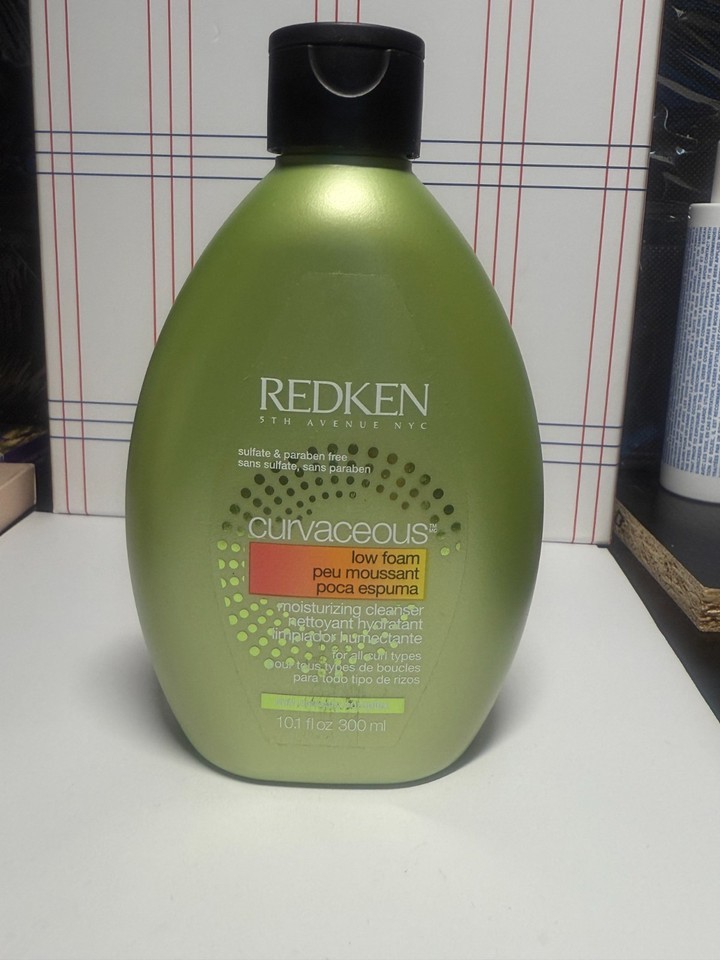 REDKEN
5TH AVENUE NYC
sulfate & paraben free
sans sulfate, sans paraben
curvaceous™ MC
low foam
peu moussant
poca espuma
moisturizing cleanser
nettoyant hydratant
limpiador humectante
for all curl types
pour tous types de boucles
para todo tipo de rizos
10.1 fl oz 300 ml